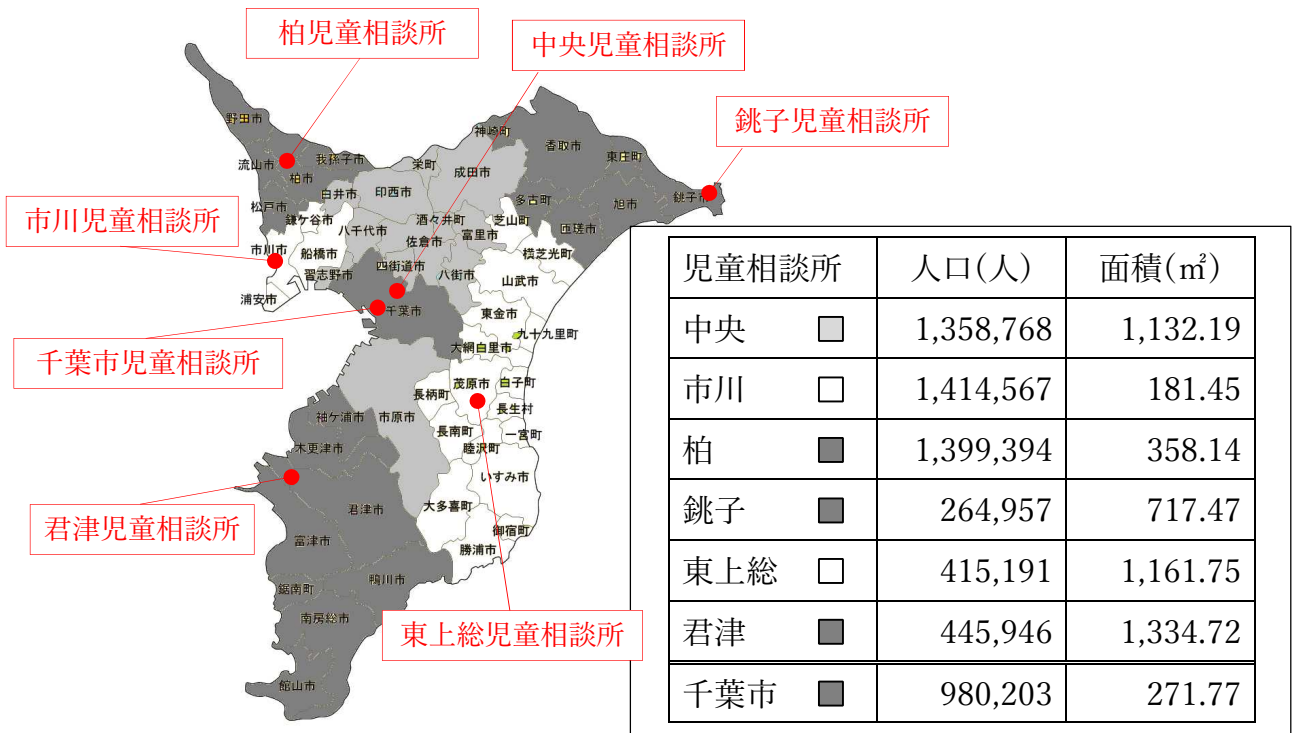 柏児童相談所
中央児童相談所
銚子児童相談所
市川児童相談所
千葉市児童相談所
君津児童相談所
東上総児童相談所
野田市
流山市
我孫子市
柏市
松戸市
鎌ケ谷市
白井市
印西市
栄町
成田市
神崎町
香取市
東庄町
銚子市
多古町
旭市
匝瑳市
芝山町
横芝光町
酒々井町
富里市
八千代市
佐倉市
市川市
船橋市
習志野市
四街道市
八街市
山武市
浦安市
千葉市
東金市
九十九里町
大網白里市
茂原市
白子町
長柄町
長生村
長南町
一宮町
睦沢町
袖ケ浦市
市原市
木更津市
いすみ市
君津市
大多喜町
御宿町
富津市
勝浦市
鴨川市
鋸南町
南房総市
館山市
児童相談所 人口(人) 面積(㎡)
中央 1,358,768 1,132.19
市川 1,414,567 181.45
柏 1,399,394 358.14
銚子 264,957 717.47
東上総 415,191 1,161.75
君津 445,946 1,334.72
千葉市 980,203 271.77